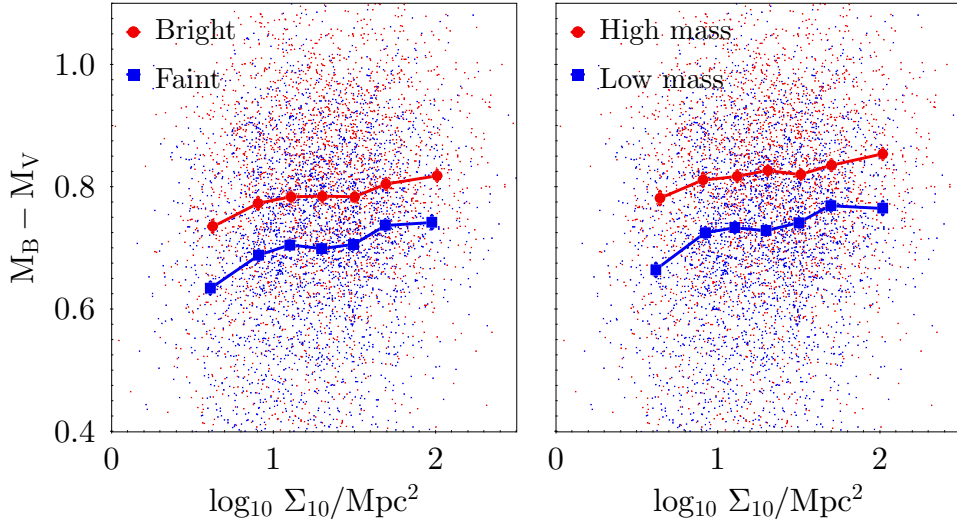 Bright
Faint
High mass
Low mass
1.0
0.8
0.6
0.4
M_B − M_V
0 1 2
0 1 2
log₁₀ Σ₁₀/Mpc²
log₁₀ Σ₁₀/Mpc²